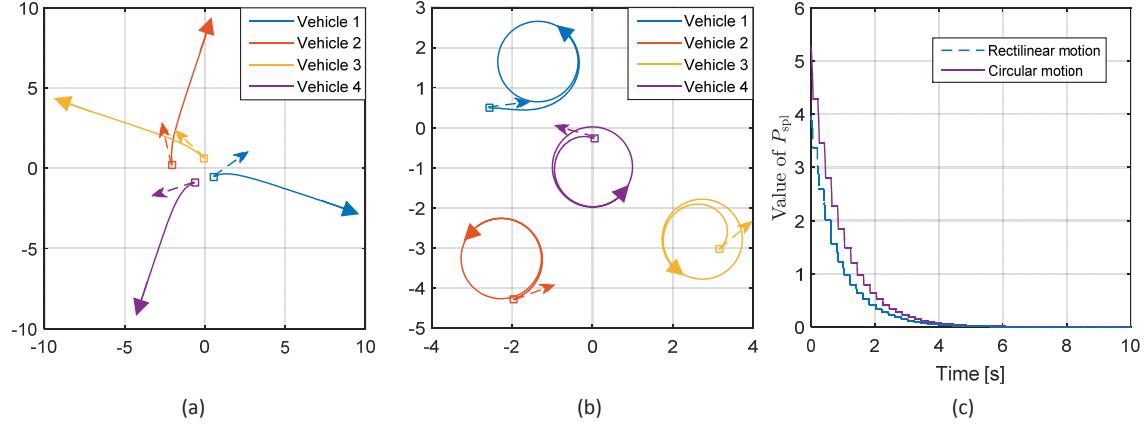 10
5
0
-5
-10
-10
-5
0
5
10
Vehicle 1
Vehicle 2
Vehicle 3
Vehicle 4
(a)
3
2
1
0
-1
-2
-3
-4
-5
-4
-2
0
2
4
Vehicle 1
Vehicle 2
Vehicle 3
Vehicle 4
(b)
Value of P_spl
6
5
4
3
2
1
0
0
2
4
6
8
10
Rectilinear motion
Circular motion
Time [s]
(c)